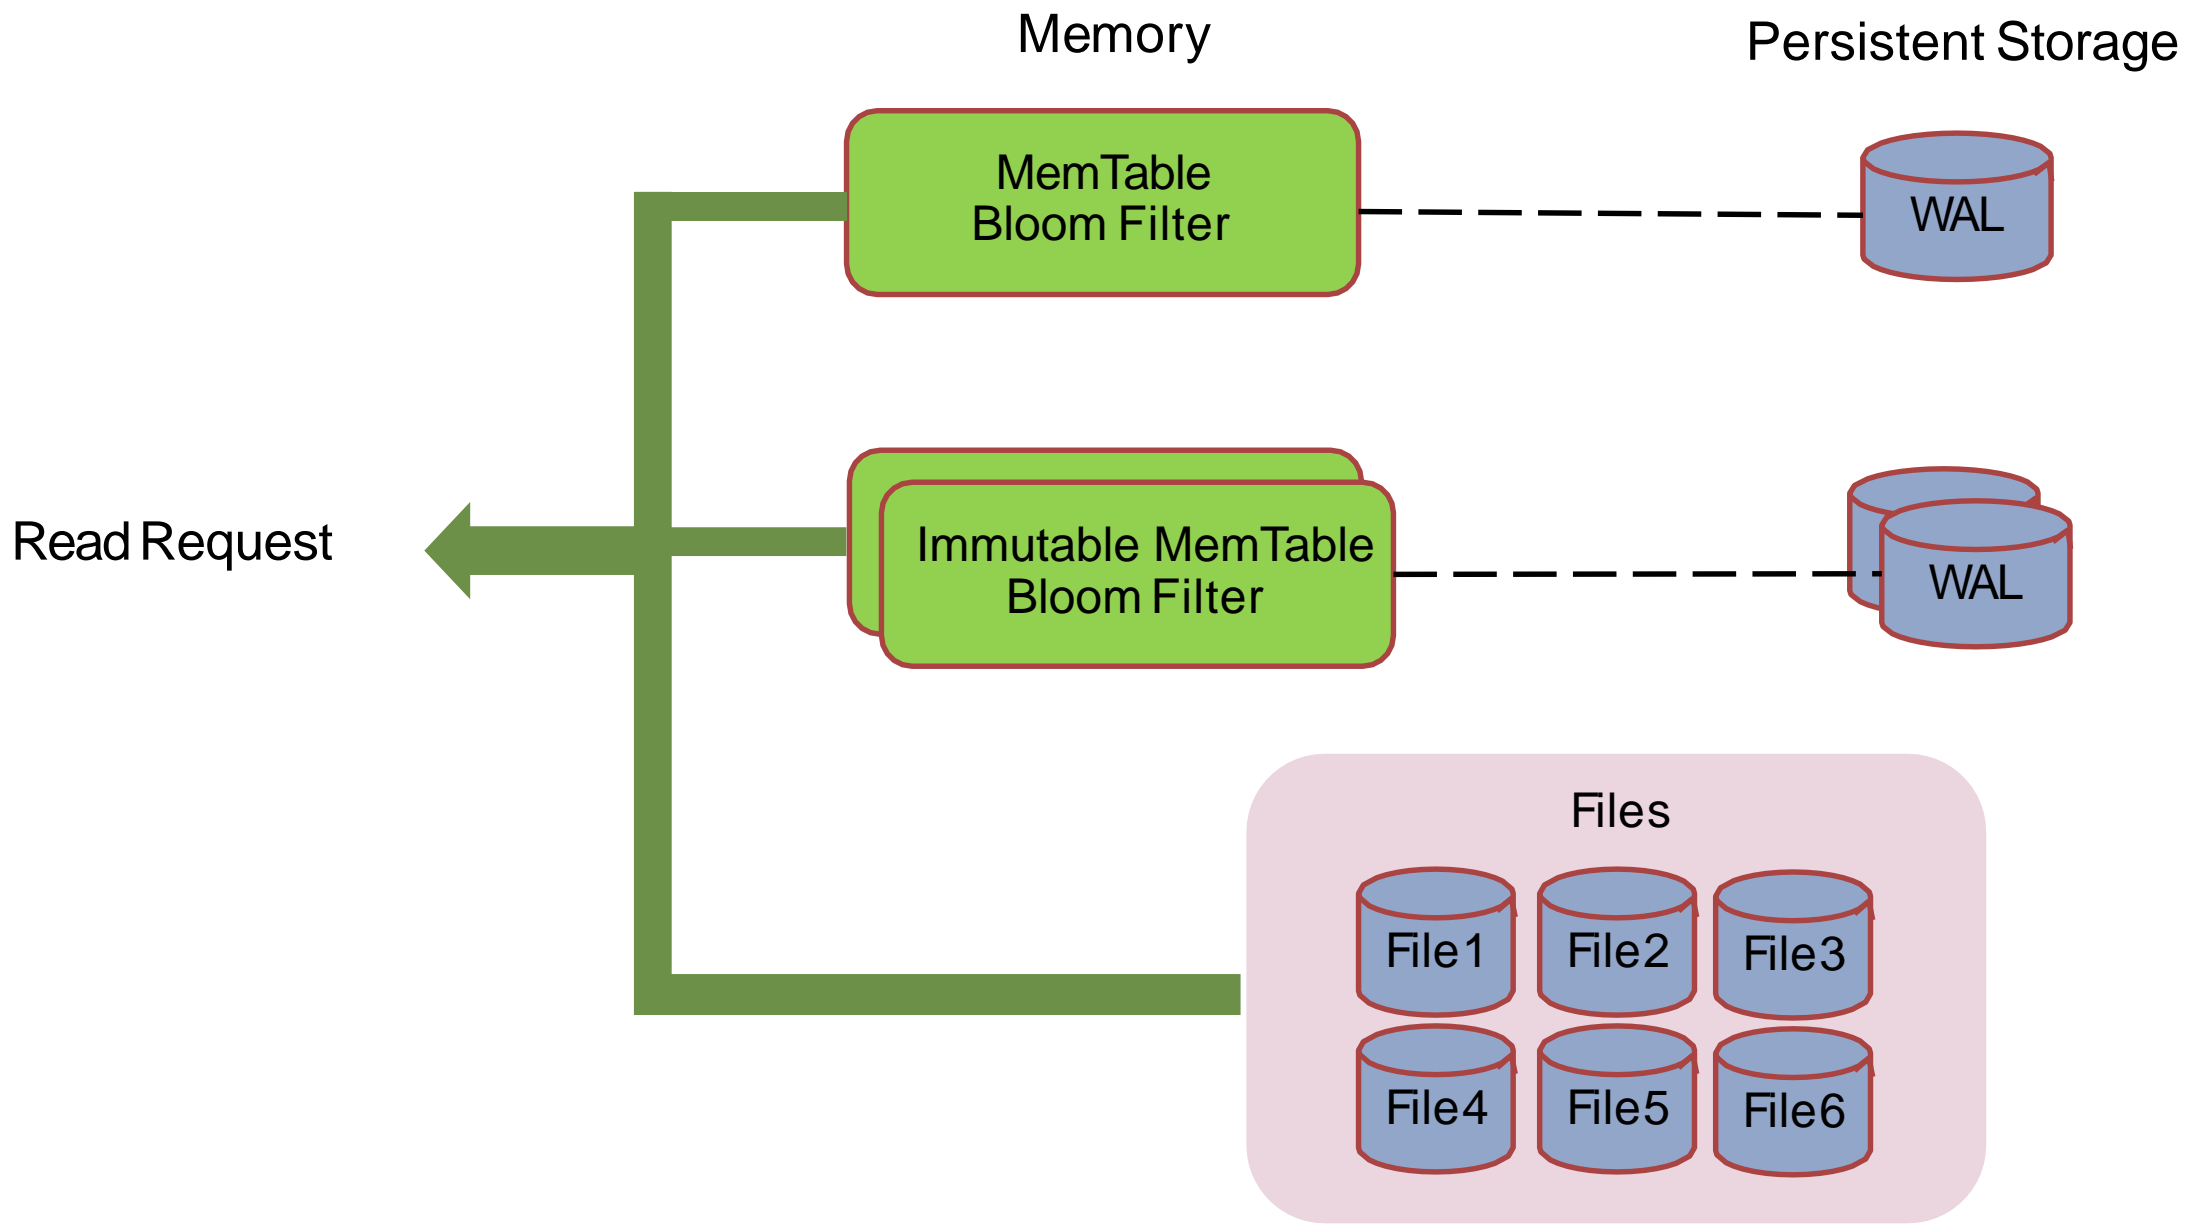 Memory
Persistent Storage
MemTable
Bloom Filter
WAL
Read Request
Immutable MemTable
Bloom Filter
WAL
Files
File1
File2
File3
File4
File5
File6